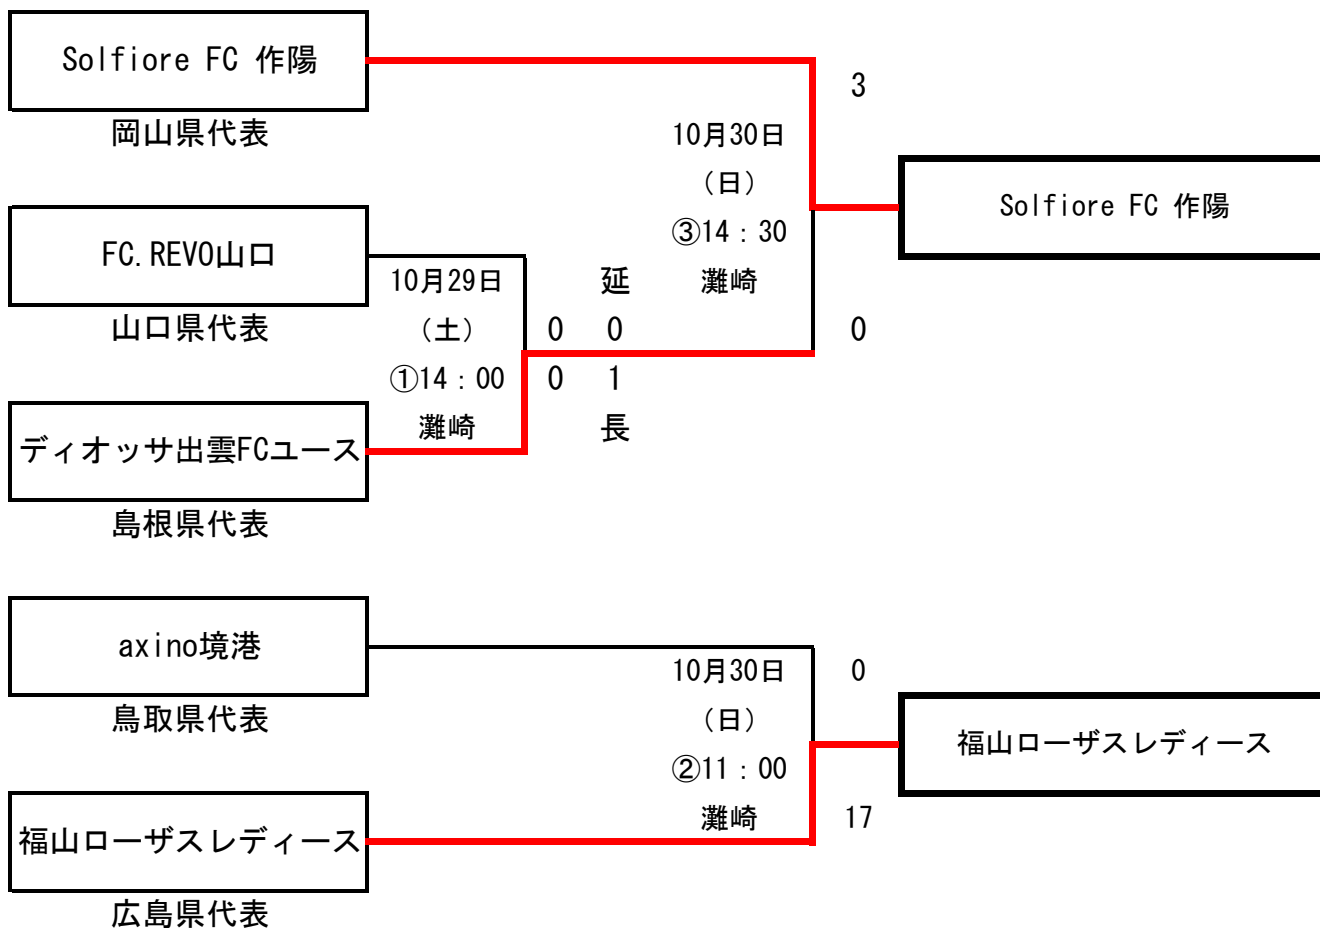 Solfiore FC 作陽
岡山県代表
FC.REVO山口
山口県代表
ディオッサ出雲FCユース
島根県代表
10月29日
（土）
①14：00
灘崎
0
0
延
0
1
長
10月30日
（日）
③14：30
灘崎
3
0
Solfiore FC 作陽
axino境港
鳥取県代表
福山ローザスレディース
広島県代表
10月30日
（日）
②11：00
灘崎
0
17
福山ローザスレディース